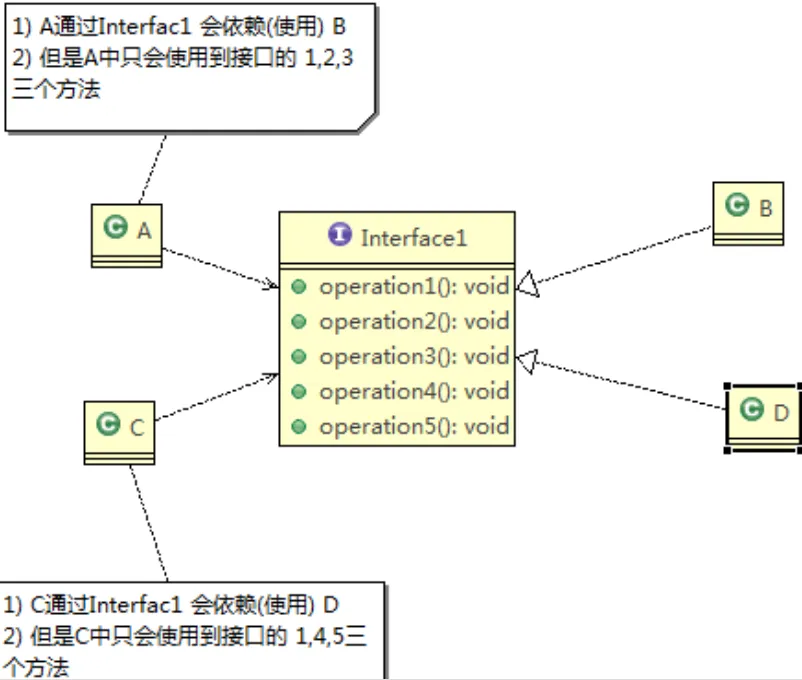 1) A通过Interfac1 会依赖(使用) B
2) 但是A中只会使用到接口的 1,2,3
三个方法
C A
I Interface1
operation1(): void
operation2(): void
operation3(): void
operation4(): void
operation5(): void
C B
C C
C D
1) C通过Interfac1 会依赖(使用) D
2) 但是C中只会使用到接口的 1,4,5三
个方法